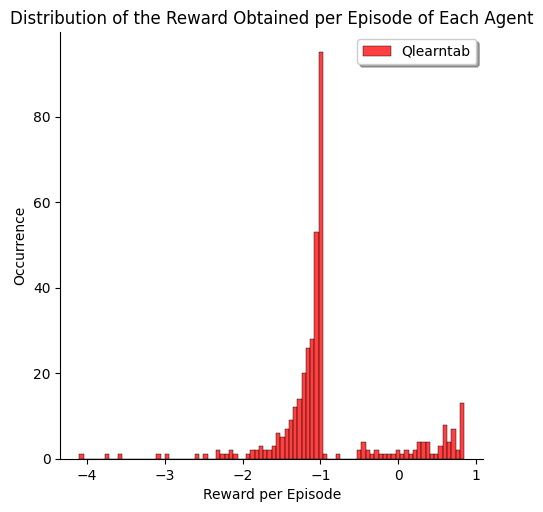 Distribution of the Reward Obtained per Episode of Each Agent
Qlearntab
Occurrence
80
60
40
20
0
−4 −3 −2 −1 0 1
Reward per Episode